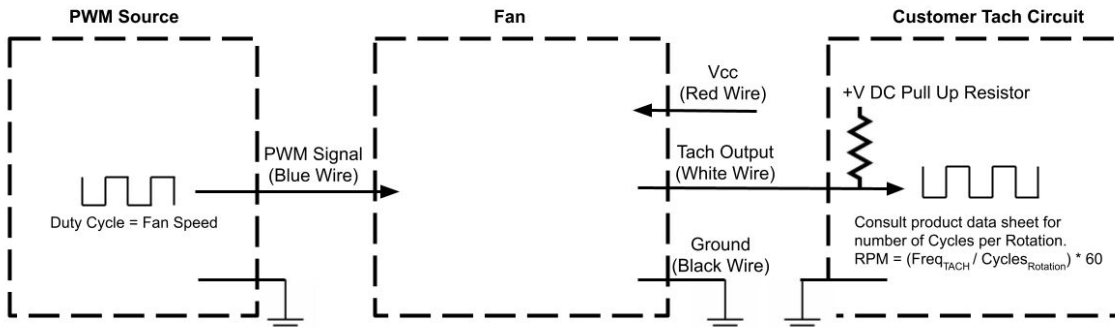 PWM Source
Fan
Customer Tach Circuit
Vcc
(Red Wire)
+V DC Pull Up Resistor
PWM Signal
(Blue Wire)
Tach Output
(White Wire)
Duty Cycle = Fan Speed
Consult product data sheet for
number of Cycles per Rotation.
RPM = (Freq_TACH / Cycles_Rotation) * 60
Ground
(Black Wire)